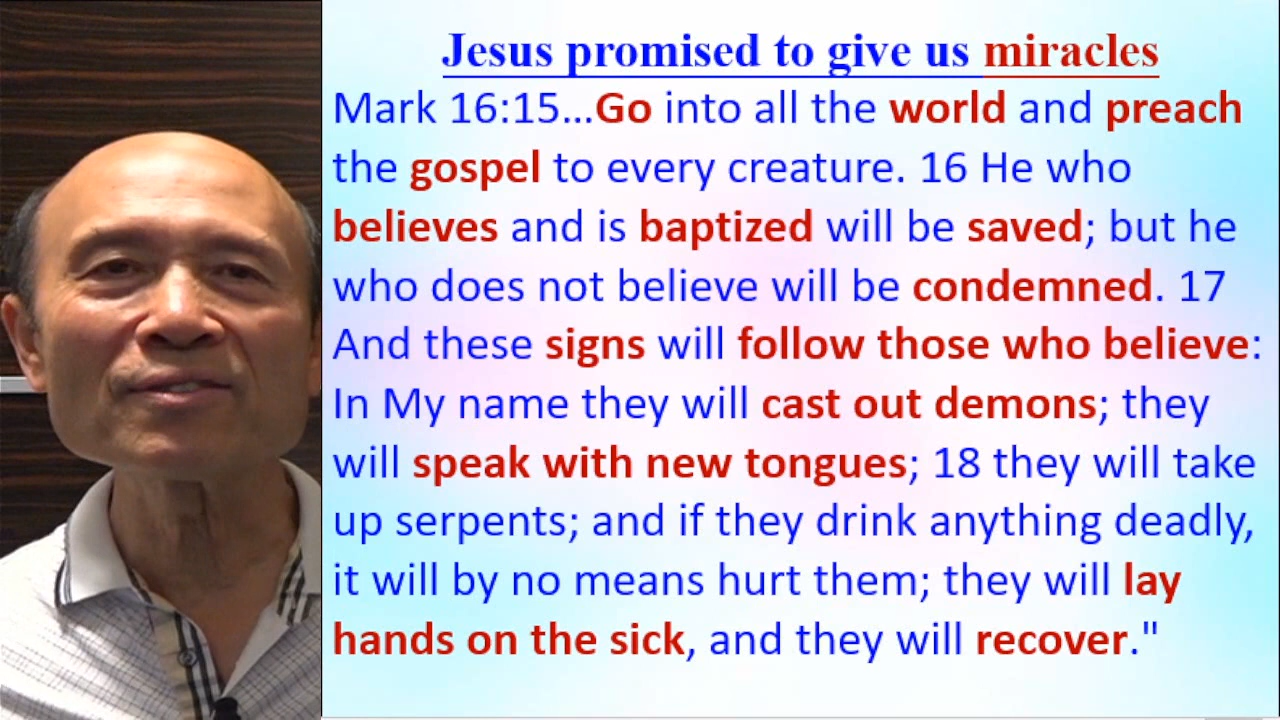 Jesus promised to give us miracles
Mark 16:15…Go into all the world and preach
the gospel to every creature. 16 He who
believes and is baptized will be saved; but he
who does not believe will be condemned. 17
And these signs will follow those who believe:
In My name they will cast out demons; they
will speak with new tongues; 18 they will take
up serpents; and if they drink anything deadly,
it will by no means hurt them; they will lay
hands on the sick, and they will recover."